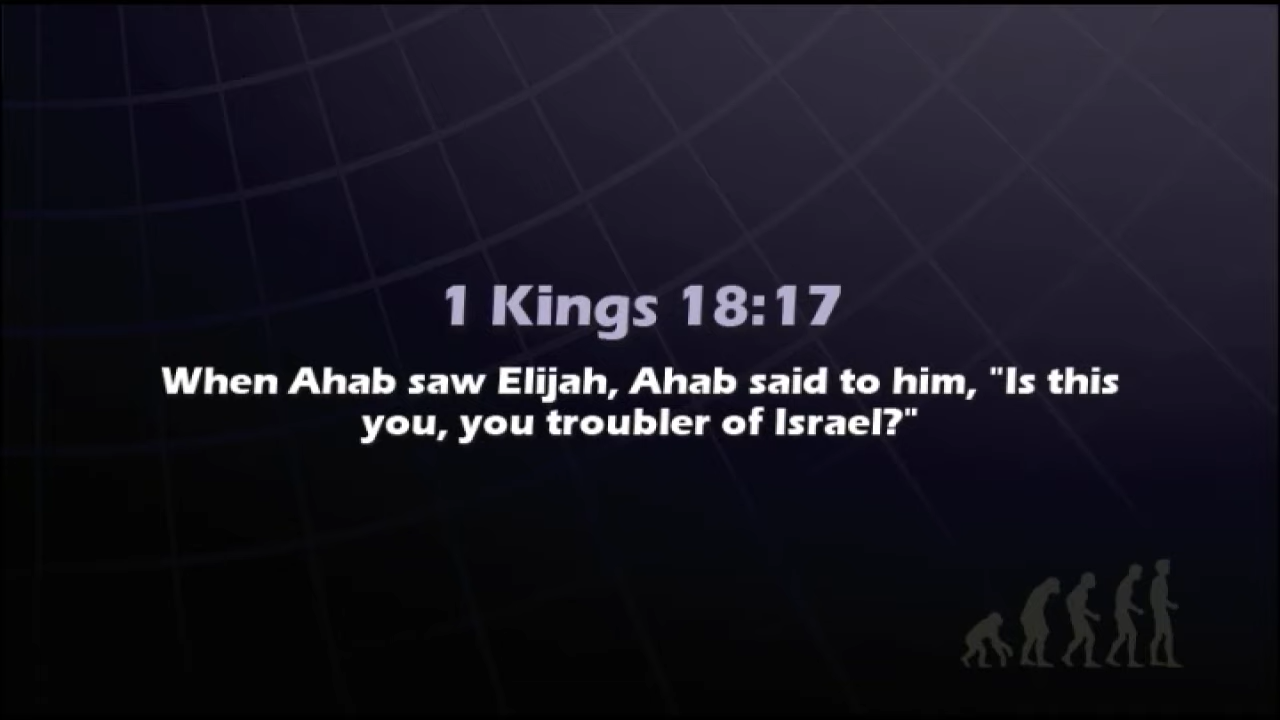 1 Kings 18:17
When Ahab saw Elijah, Ahab said to him, "Is this
you, you troubler of Israel?"